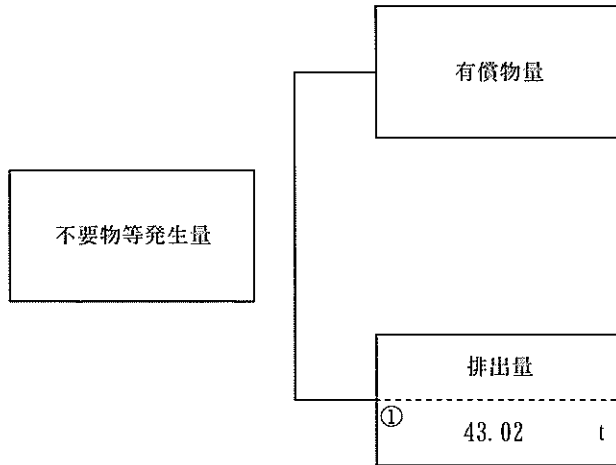 有償物量
不要物等発生量
排出量
①
43.02 t